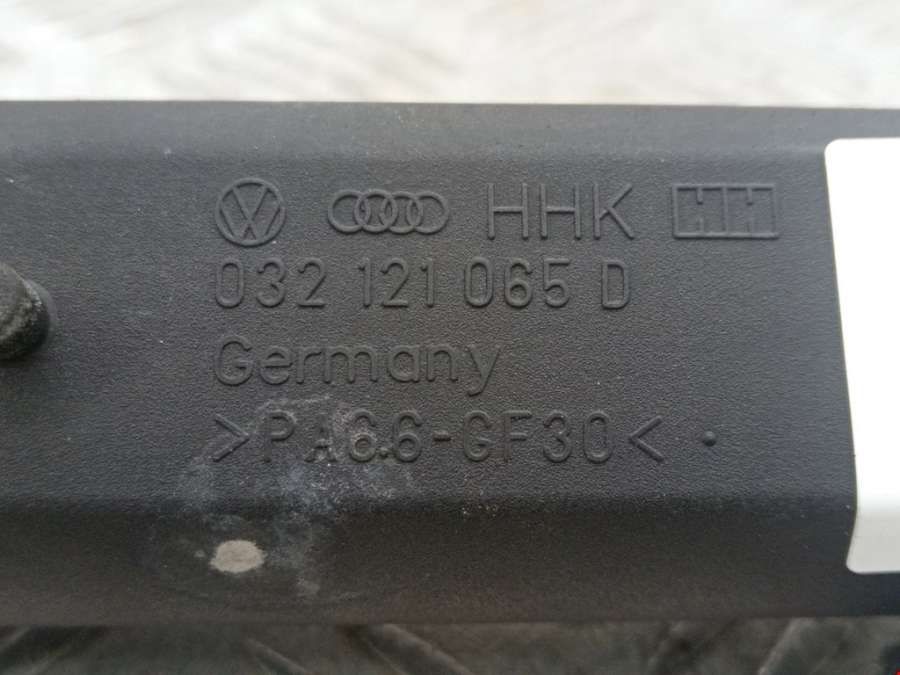 HHK
032 121 065 D
Germany
>PA6.6-GF30<